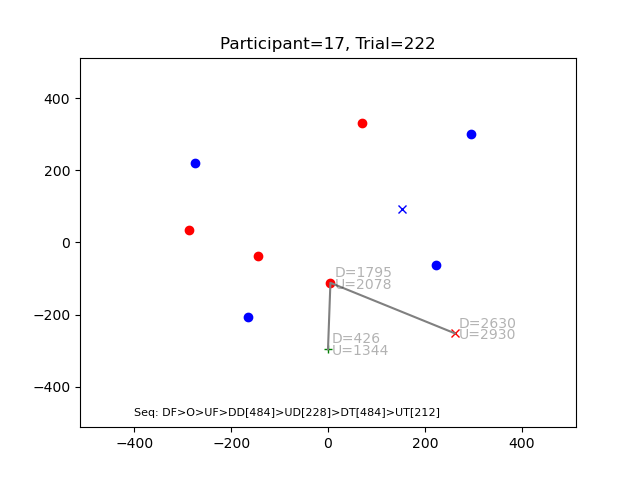 Participant=17, Trial=222
400
200
0
−200
−400
D=1795
U=2078
D=2630
U=2930
D=426
U=1344
Seq: DF>O>UF>DD[484]>UD[228]>DT[484]>UT[212]
−400
−200
0
200
400